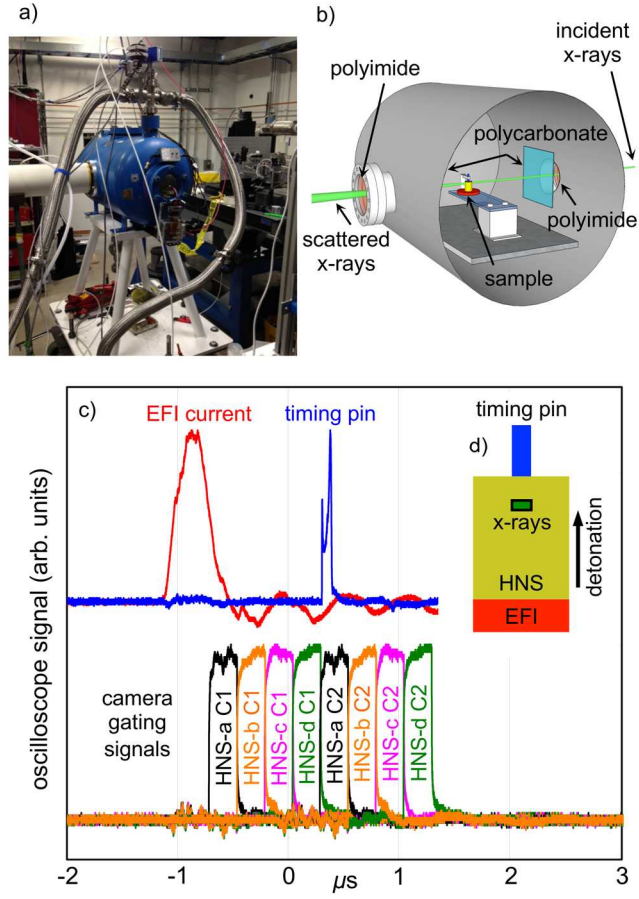 a)
b)
incident
x-rays
polyimide
polycarbonate
polyimide
scattered
x-rays
sample
c)
EFI current
timing pin
timing pin
d)
x-rays
HNS
EFI
detonation
oscilloscope signal (arb. units)
camera
gating
signals
HNS-a C1
HNS-b C1
HNS-c C1
HNS-d C1
HNS-a C2
HNS-b C2
HNS-c C2
HNS-d C2
-2
-1
0
μs
1
2
3